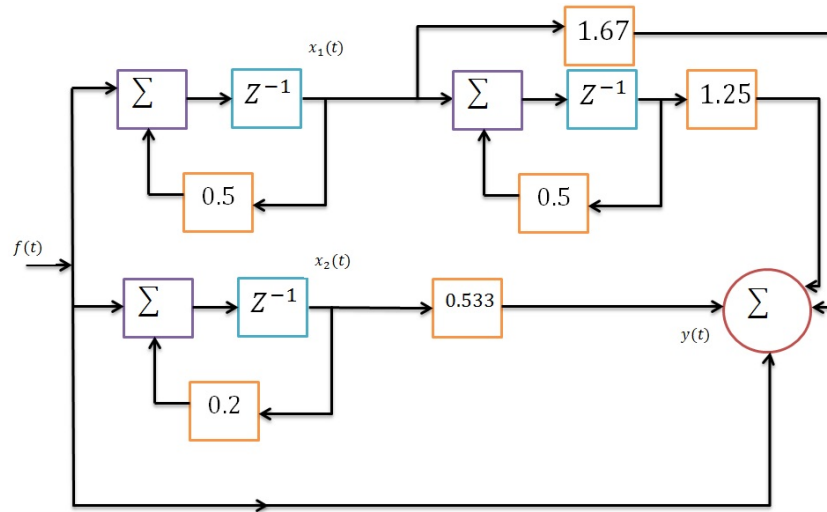 1.67
x₁(t)
∑
Z⁻¹
∑
Z⁻¹
1.25
0.5
0.5
f(t)
x₂(t)
∑
Z⁻¹
0.533
∑
y(t)
0.2